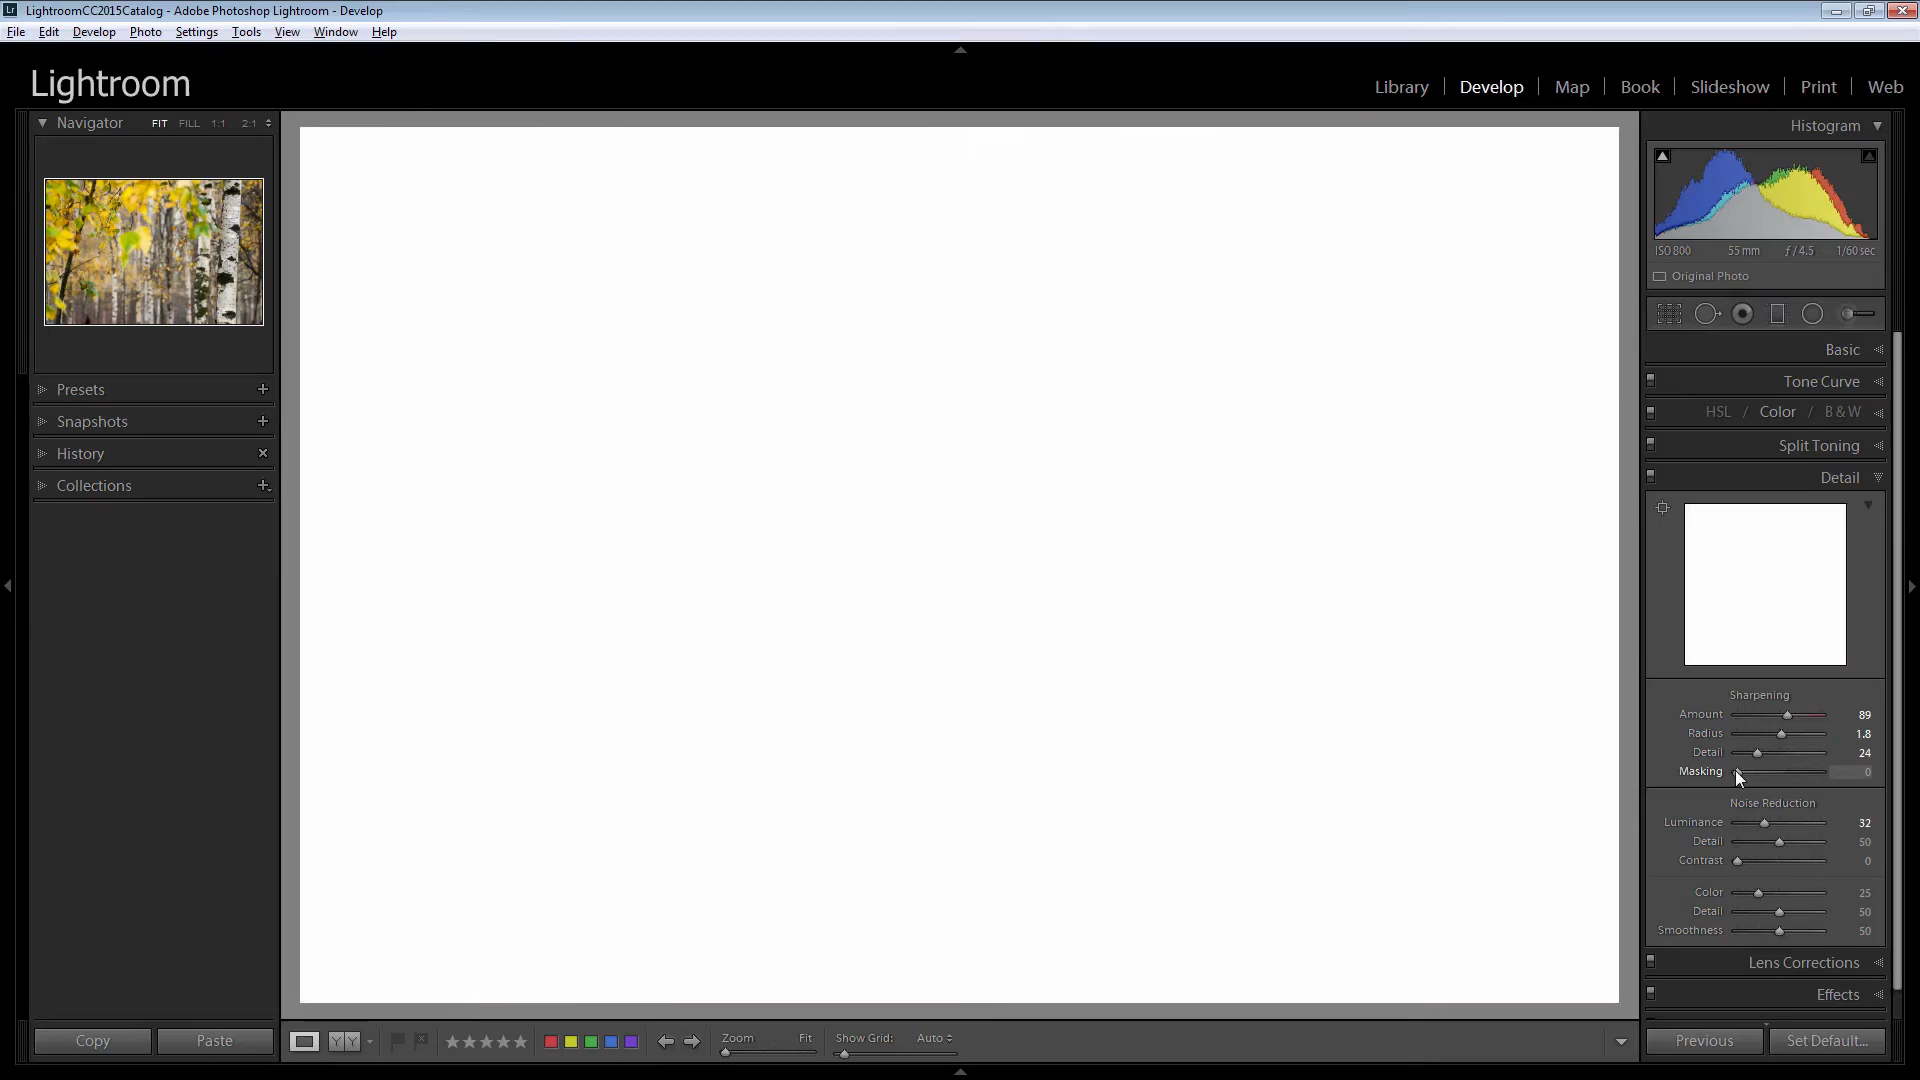 LightroomCC2015Catalog - Adobe Photoshop Lightroom - Develop
File Edit Develop Photo Settings Tools View Window Help
Lightroom
Library Develop Map Book Slideshow Print Web
Navigator FIT FILL 1:1 2:1
Histogram
ISO 800 55 mm ƒ / 4.5 1/60 sec
Original Photo
Basic
Presets
Tone Curve
Snapshots
HSL / Color / B & W
History
Split Toning
Collections
Detail
Sharpening
Amount 89
Radius 1.8
Detail 24
Masking 0
Noise Reduction
Luminance 32
Detail 50
Contrast 0
Color 25
Detail 50
Smoothness 50
Lens Corrections
Effects
Copy Paste Y Y Zoom Fit Show Grid: Auto Previous Set Default...